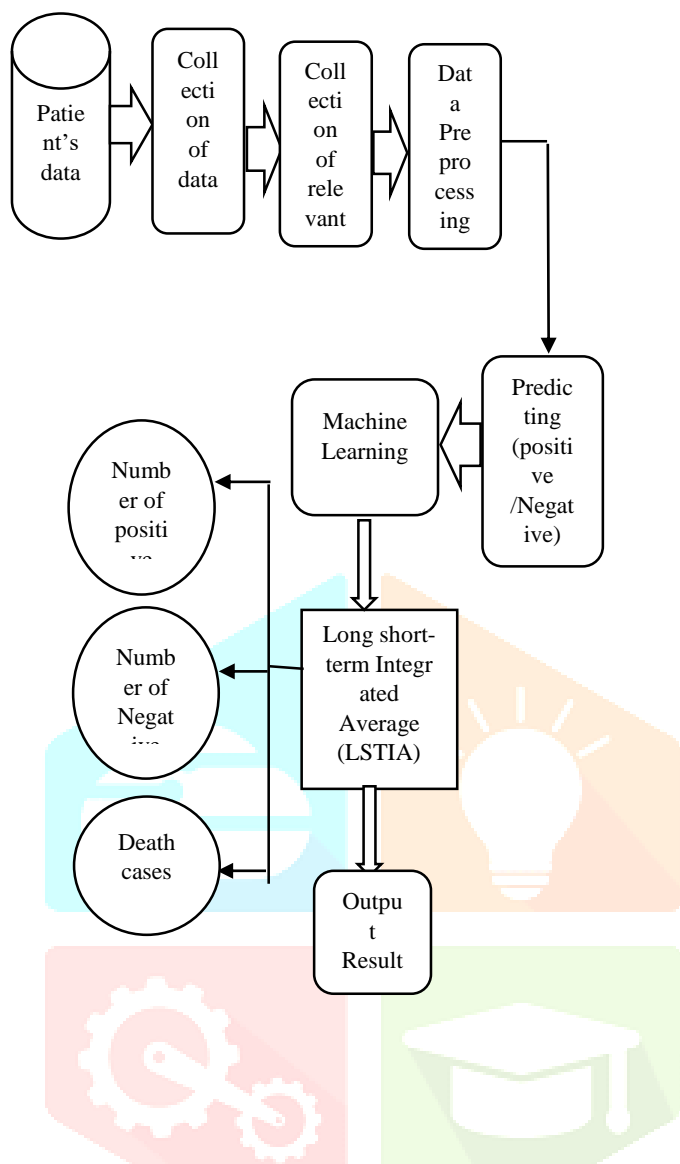 Patie
nt's
data
Coll
ecti
on
of
data
Coll
ecti
on
of
rele
vant
Dat
a
Pre
pro
cess
ing
Predic
ting
(positi
ve
/Negat
ive)
Machine
Learning
Numb
er of
positi
Numb
er of
Negat
Long short-
term Integr
ated
Average
(LSTIA)
Death
cases
Outpu
t
Result